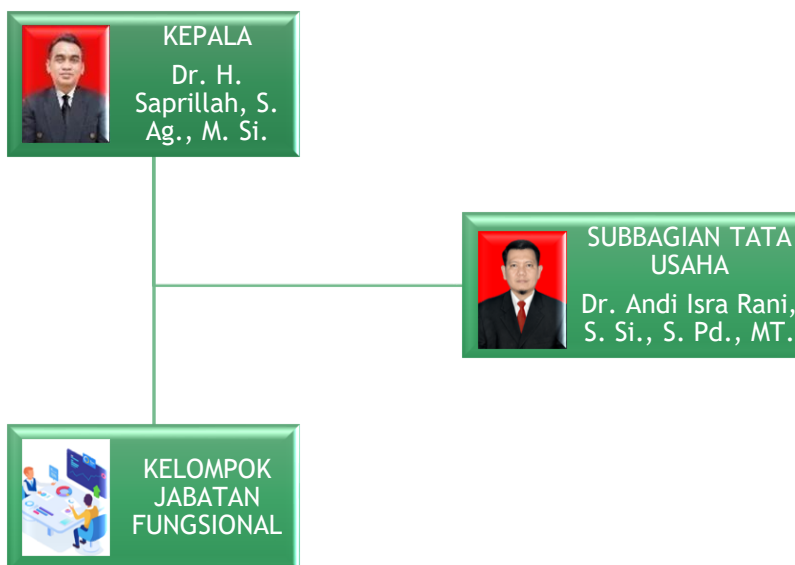 KEPALA
Dr. H.
Saprillah, S.
Ag., M. Si.
SUBBAGIAN TATA
USAHA
Dr. Andi Isra Rani,
S. Si., S. Pd., MT.
KELOMPOK
JABATAN
FUNGSIONAL